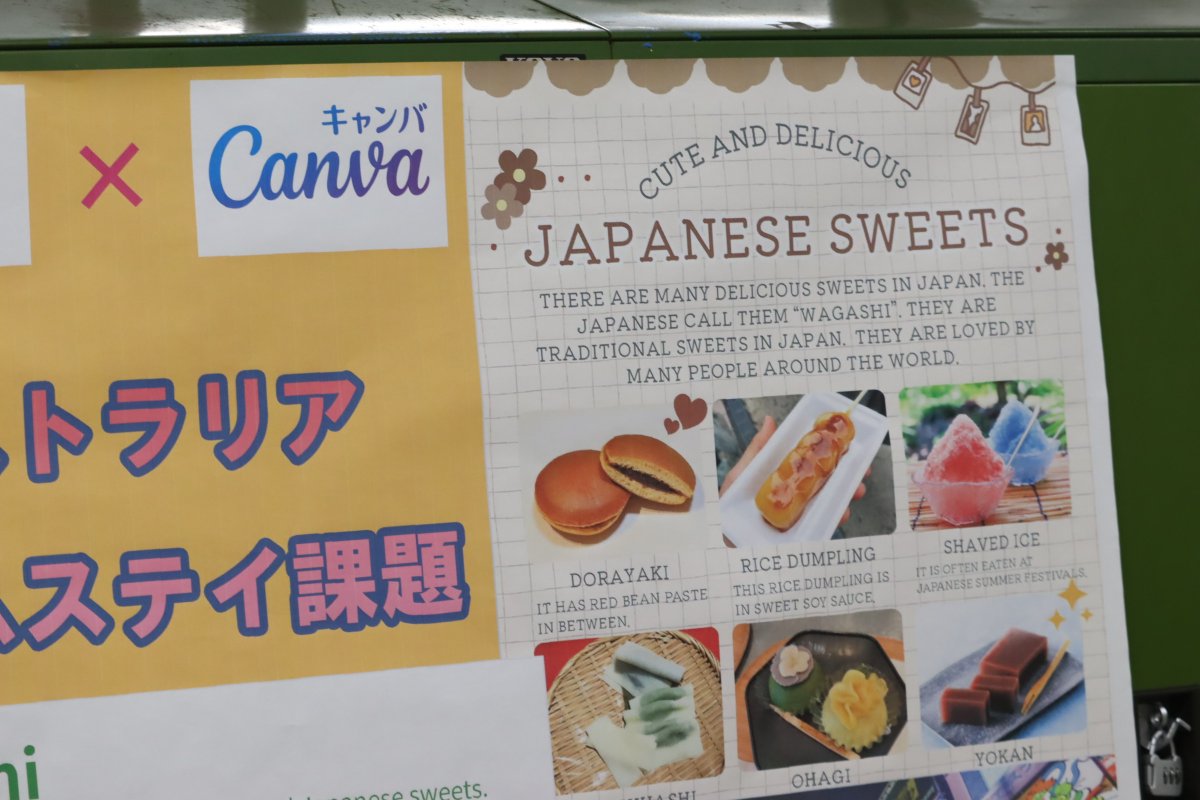 ×
キャンバ
Canva
トラリア
ステイ課題
CUTE AND DELICIOUS
JAPANESE SWEETS
THERE ARE MANY DELICIOUS SWEETS IN JAPAN. THE
JAPANESE CALL THEM “WAGASHI”. THEY ARE
TRADITIONAL SWEETS IN JAPAN. THEY ARE LOVED BY
MANY PEOPLE AROUND THE WORLD.
DORAYAKI
IT HAS RED BEAN PASTE
IN BETWEEN.
RICE DUMPLING
THIS RICE DUMPLING IS
IN SWEET SOY SAUCE.
SHAVED ICE
IT IS OFTEN EATEN AT
JAPANESE SUMMER FESTIVALS.
OHAGI
YOKAN
sweets.